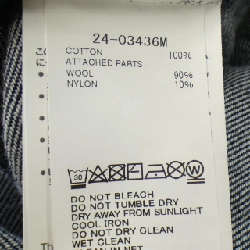 24-03436M
COTTON 100%
ATTACHED PARTS
WOOL 90%
NYLON 10%
DO NOT BLEACH
DO NOT TUMBLE DRY
DRY AWAY FROM SUNLIGHT
COOL IRON
DO NOT DRY CLEAN
WET CLEAN